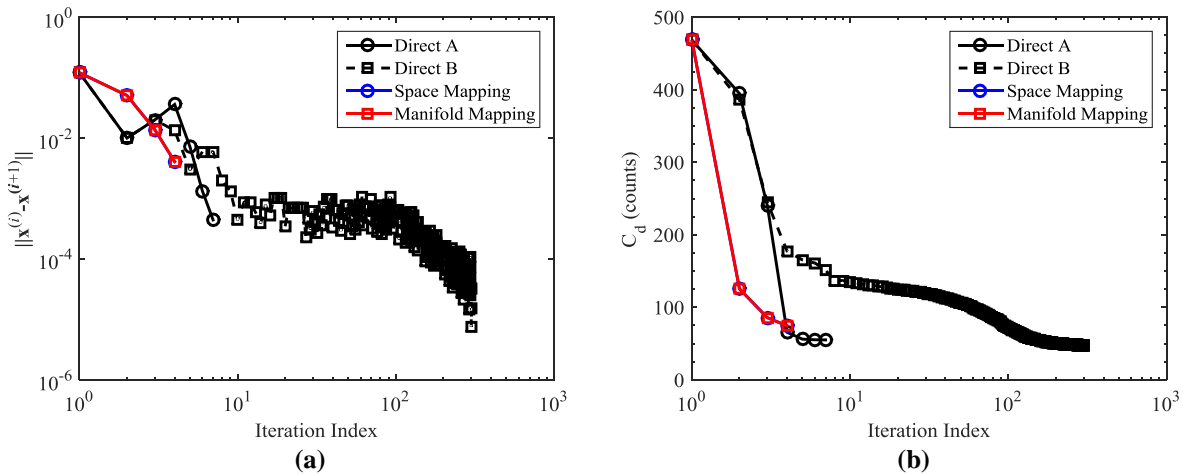 10^0
10^-2
10^-4
10^-6
||x^(i)-x^(i+1)||
10^0
10^1
10^2
10^3
Iteration Index
Direct A
Direct B
Space Mapping
Manifold Mapping
(a)
500
400
300
200
100
0
C_d (counts)
10^0
10^1
10^2
10^3
Iteration Index
Direct A
Direct B
Space Mapping
Manifold Mapping
(b)